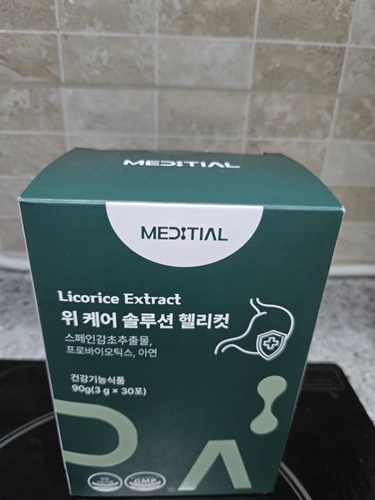 MEDITIAL
MEDITIAL
Licorice Extract
위 케어 솔루션 헬리컷
스페인감초추출물,
프로바이오틱스, 아연
건강기능식품
90g(3 g × 30포)
GMP